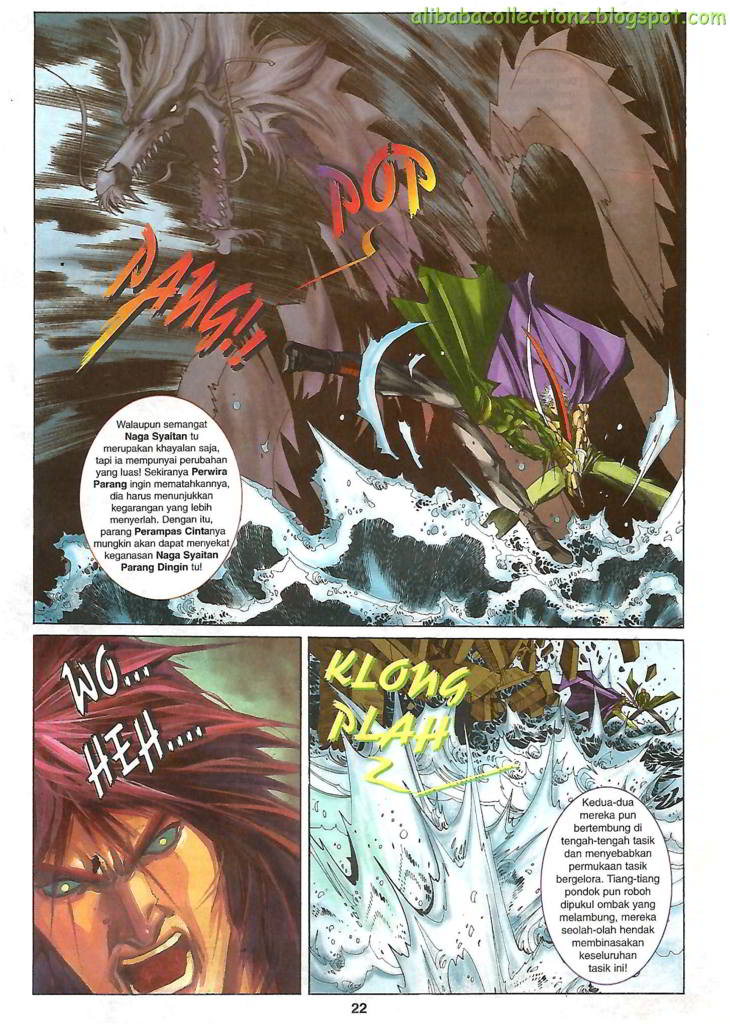 alibabacollectionz.blogspot.com
POP
PANG!!
Walaupun semangat
Naga Syaitan tu
merupakan khayalan saja,
tapi ia mempunyai perubahan
yang luas! Sekiranya Perwira
Parang ingin mematahkannya,
dia harus menunjukkan
kegarangan yang lebih
menyerlah. Dengan itu,
parang Perampas Cintanya
mungkin akan dapat menyekat
keganasan Naga Syaitan
Parang Dingin tu!
WO...
HEH....
KLONG
PLAH
Kedua-dua
mereka pun
bertembung di
tengah-tengah tasik
dan menyebabkan
permukaan tasik
bergelora. Tiang-tiang
pondok pun roboh
dipukul ombak yang
melambung, mereka
seolah-olah hendak
membinasakan
keseluruhan
tasik ini!
22